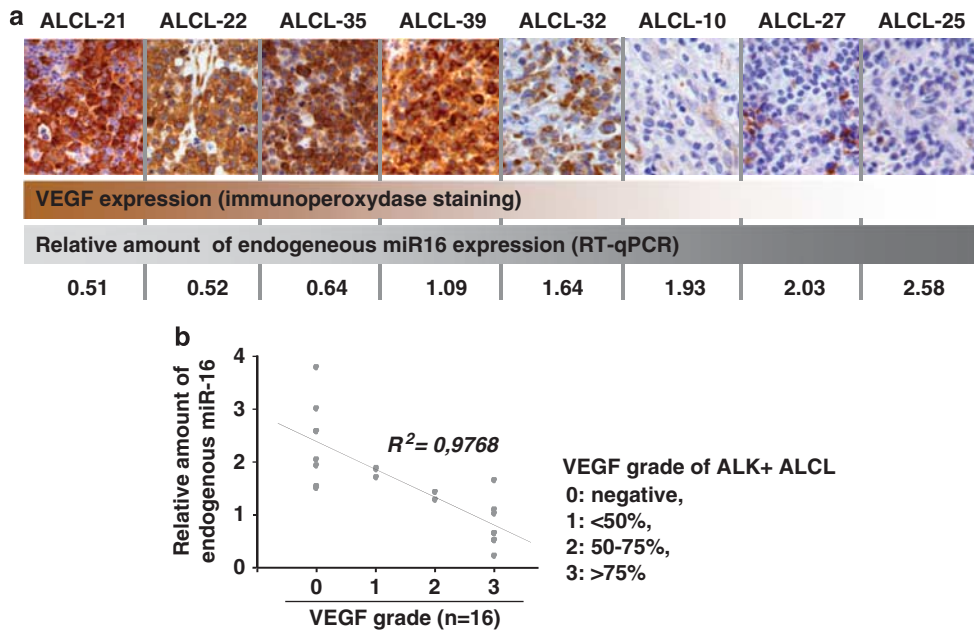 a
ALCL-21 ALCL-22 ALCL-35 ALCL-39 ALCL-32 ALCL-10 ALCL-27 ALCL-25
VEGF expression (immunoperoxydase staining)
Relative amount of endogeneous miR16 expression (RT-qPCR)
0.51 0.52 0.64 1.09 1.64 1.93 2.03 2.58
b
Relative amount of
endogenous miR-16
4
3
2
1
0
R²= 0,9768
0 1 2 3
VEGF grade (n=16)
VEGF grade of ALK+ ALCL
0: negative,
1: <50%,
2: 50-75%,
3: >75%